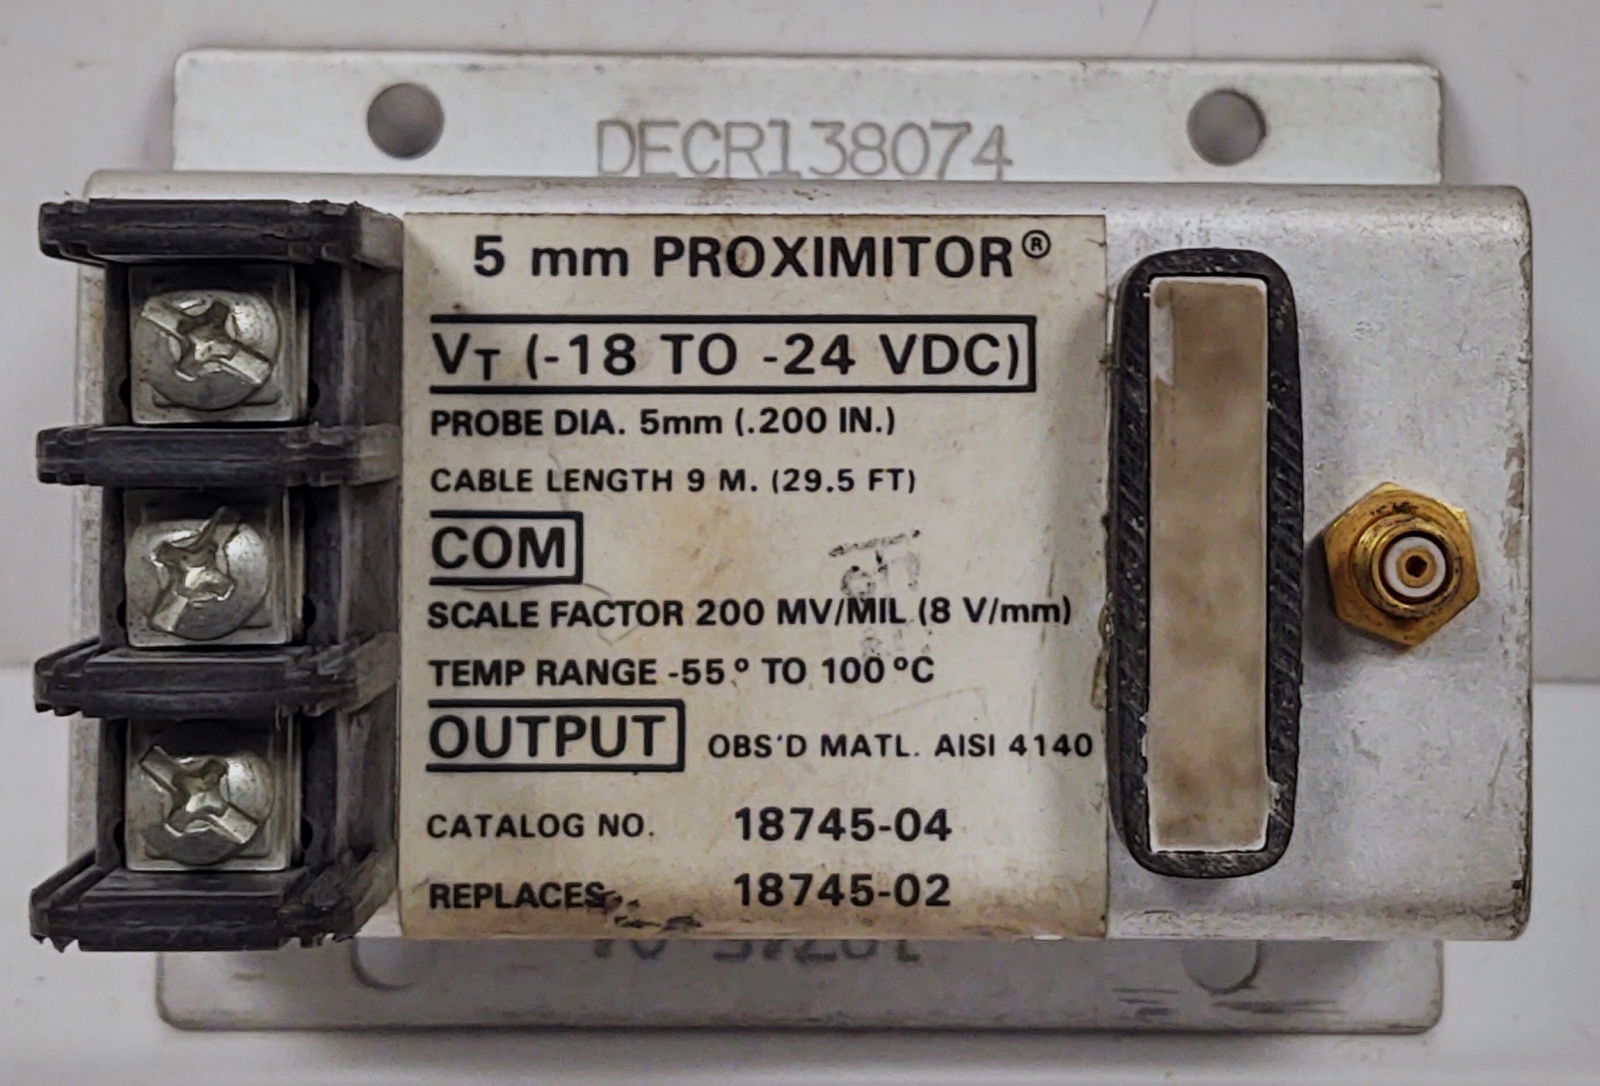 DECR138074
5 mm PROXIMITOR®
VT (-18 TO -24 VDC)
PROBE DIA. 5mm (.200 IN.)
CABLE LENGTH 9 M. (29.5 FT)
COM
SCALE FACTOR 200 MV/MIL (8 V/mm)
TEMP RANGE -55° TO 100°C
OUTPUT OBS'D MATL. AISI 4140
CATALOG NO. 18745-04
REPLACES 18745-02